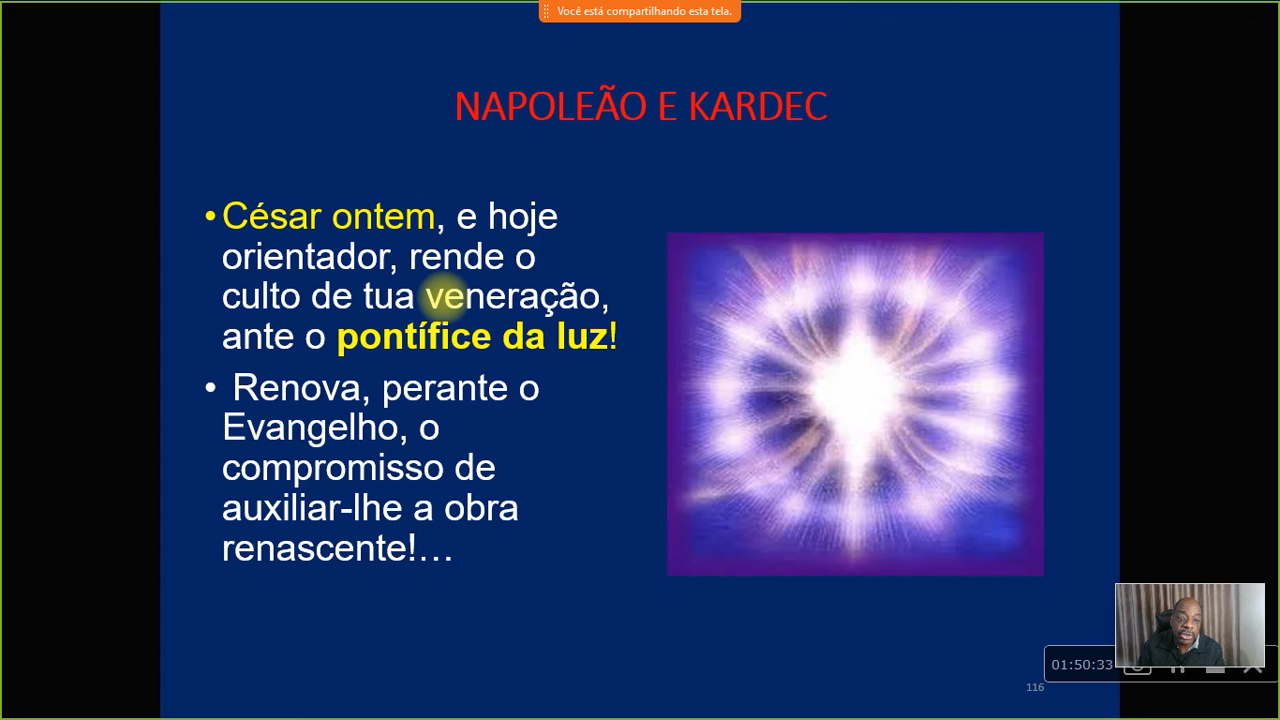 Você está compartilhando esta tela.
NAPOLEÃO E KARDEC
•César ontem, e hoje
orientador, rende o
culto de tua veneração,
ante o pontífice da luz!
• Renova, perante o
Evangelho, o
compromisso de
auxiliar-lhe a obra
renascente!…
01:50:33
116